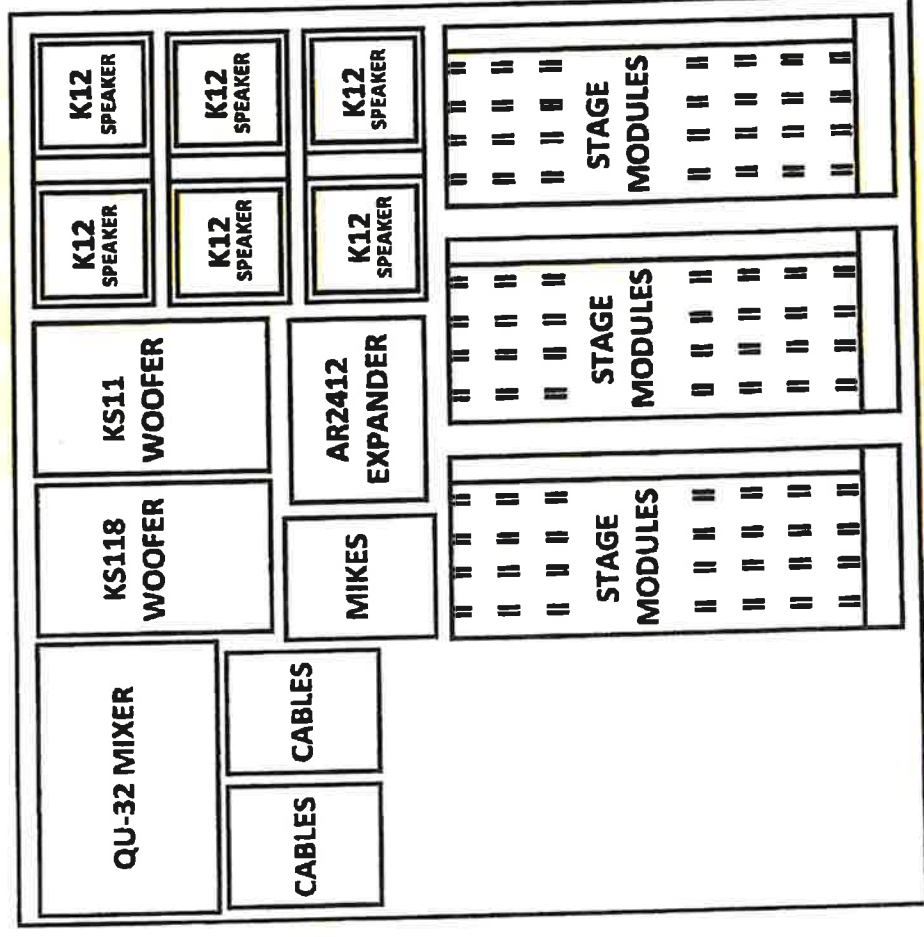 QU-32 MIXER
KS118
WOOFER
KS11
WOOFER
K12
SPEAKER
K12
SPEAKER
K12
SPEAKER
K12
SPEAKER
CABLES
CABLES
MIKES
AR2412
EXPANDER
K12
SPEAKER
K12
SPEAKER
STAGE
MODULES
STAGE
MODULES
STAGE
MODULES